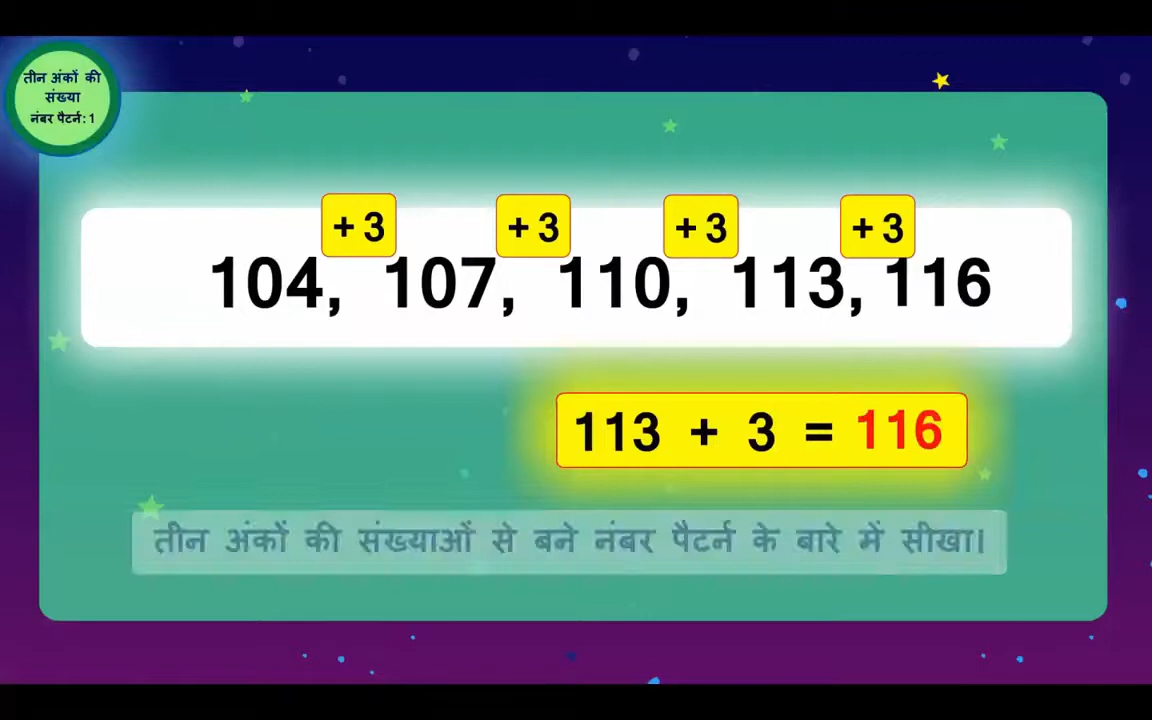 तीन अंकों की
संख्या
नंबर पैटर्न: 1
+ 3 + 3 + 3 + 3
104, 107, 110, 113, 116
113 + 3 = 116
तीन अंकों की संख्याओं से बने नंबर पैटर्न के बारे में सीखा।